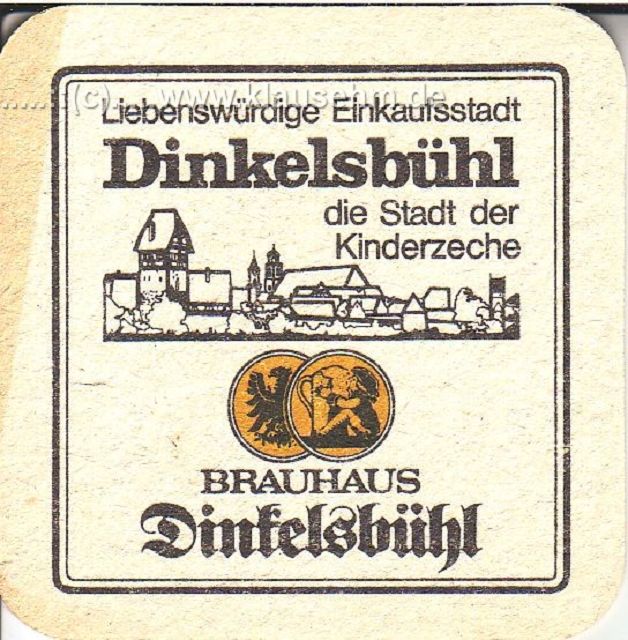 (c) www.klausehm.de
Liebenswürdige Einkaufsstadt
Dinkelsbühl
die Stadt der
Kinderzeche
BRAUHAUS
Dinkelsbühl